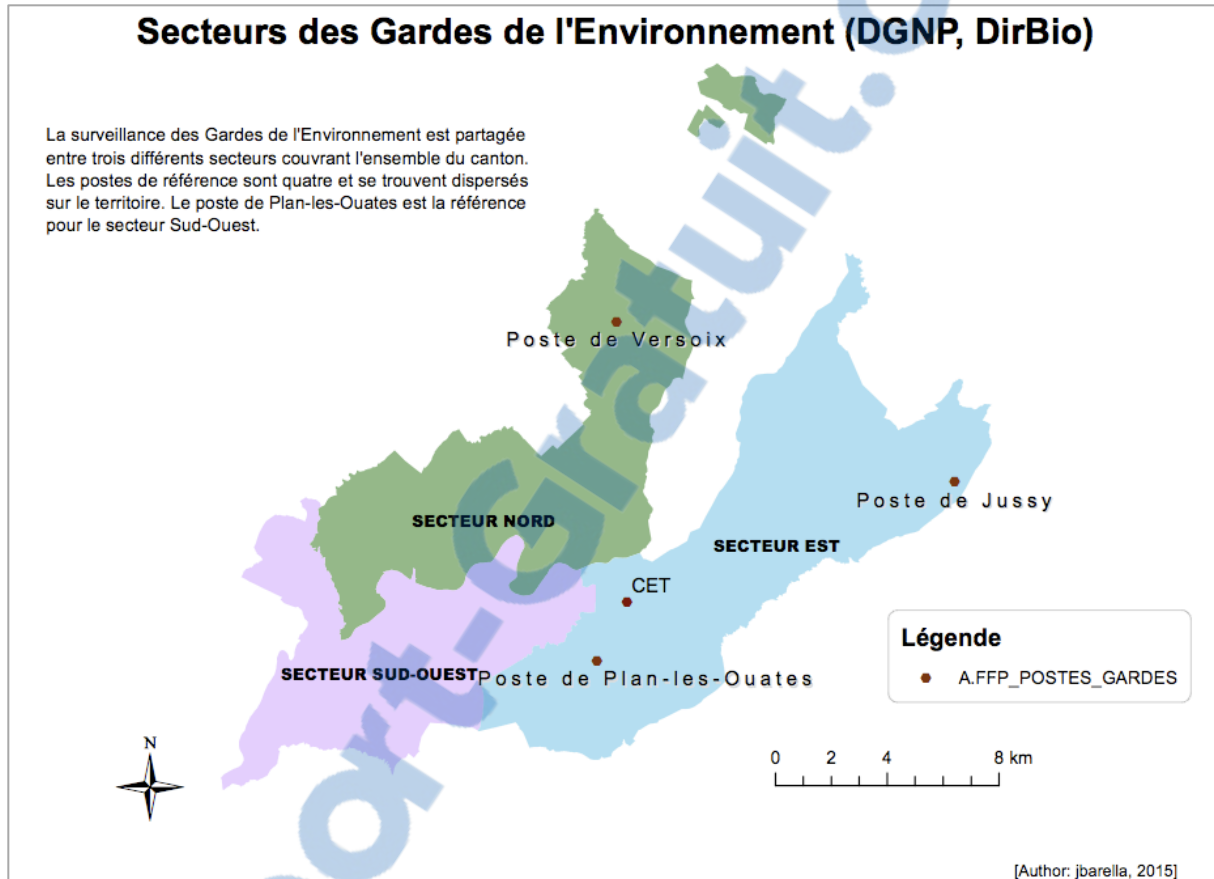 Secteurs des Gardes de l'Environnement (DGNP, DirBio)
La surveillance des Gardes de l'Environnement est partagée
entre trois différents secteurs couvrant l'ensemble du canton.
Les postes de référence sont quatre et se trouvent dispersés
sur le territoire. Le poste de Plan-les-Ouates est la référence
pour le secteur Sud-Ouest.
Poste de Versoix
Poste de Jussy
SECTEUR NORD
SECTEUR EST
CET
SECTEUR SUD-OUEST
Poste de Plan-les-Ouates
Légende
A.FFP_POSTES_GARDES
N
0 2 4 8 km
[Author: jbarella, 2015]
ort-Gratuit.c